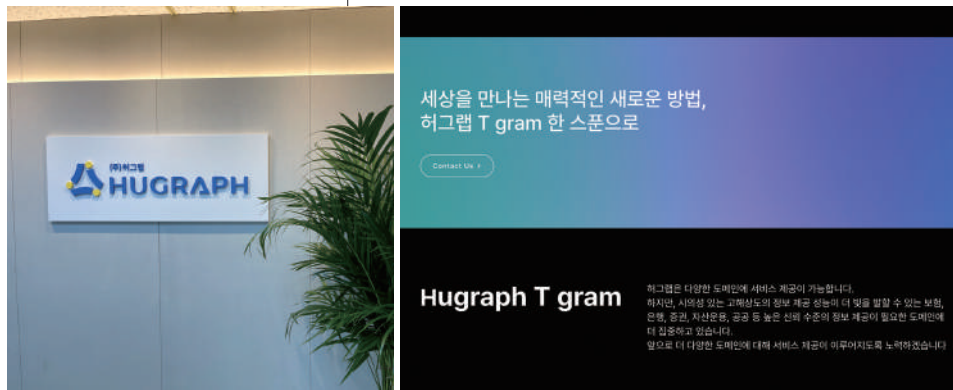 (주)허그랩
HUGRAPH
세상을 만나는 매력적인 새로운 방법,
허그랩 T gram 한 스푼으로
Contact Us >
Hugraph T gram
허그랩은 다양한 도메인에 서비스 제공이 가능합니다.
하지만, 시의성 있는 고해상도의 정보 제공 성능이 더 빛을 발할 수 있는 보험,
은행, 증권, 자산운용, 공공 등 높은 신뢰 수준의 정보 제공이 필요한 도메인에
더 집중하고 있습니다.
앞으로 더 다양한 도메인에 대해 서비스 제공이 이루어지도록 노력하겠습니다